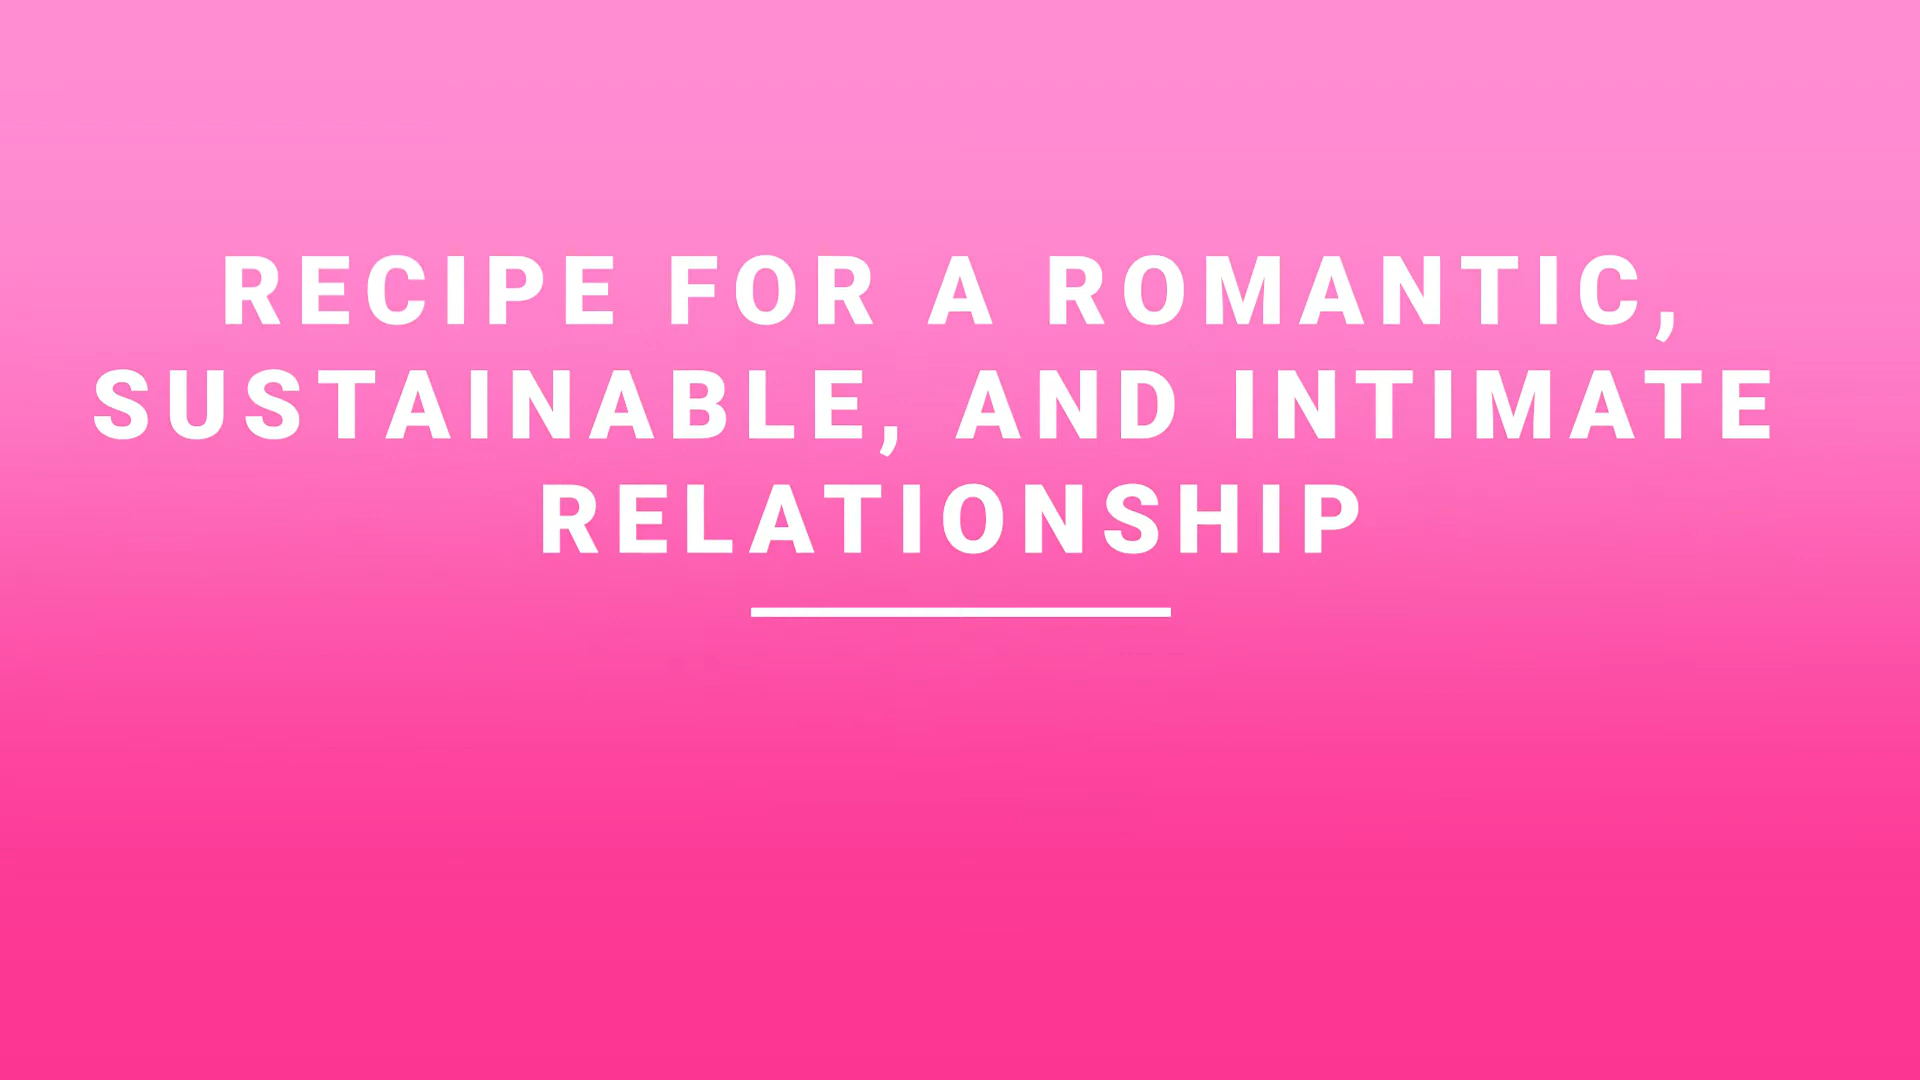 RECIPE FOR A ROMANTIC,
SUSTAINABLE, AND INTIMATE
RELATIONSHIP